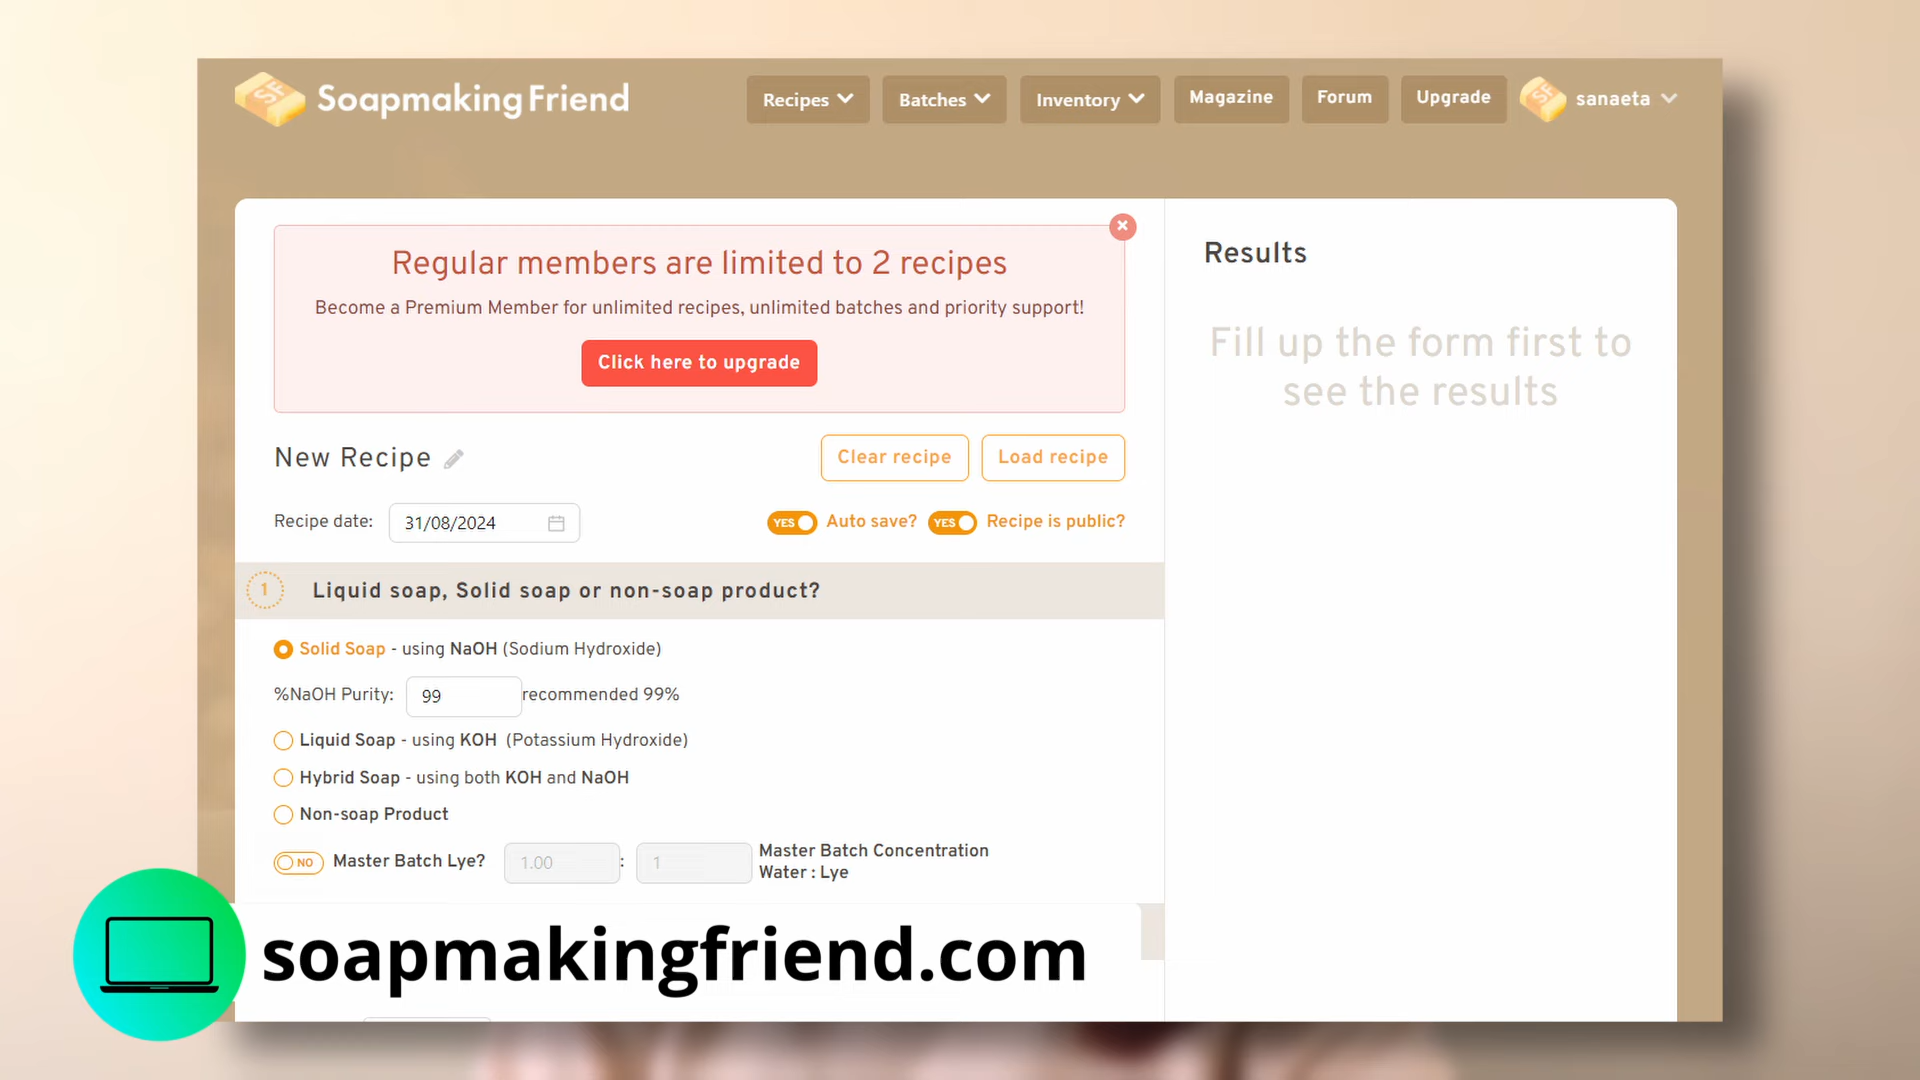 SF Soapmaking Friend
Recipes
Batches
Inventory
Magazine
Forum
Upgrade
SF
sanaeta
Regular members are limited to 2 recipes
Become a Premium Member for unlimited recipes, unlimited batches and priority support!
Click here to upgrade
Results
Fill up the form first to
see the results
New Recipe
Clear recipe
Load recipe
Recipe date: 31/08/2024
YES Auto save?
YES Recipe is public?
1 Liquid soap, Solid soap or non-soap product?
Solid Soap - using NaOH (Sodium Hydroxide)
%NaOH Purity: 99 recommended 99%
Liquid Soap - using KOH (Potassium Hydroxide)
Hybrid Soap - using both KOH and NaOH
Non-soap Product
NO Master Batch Lye? 1.00 : 1 Master Batch Concentration
Water : Lye
soapmakingfriend.com